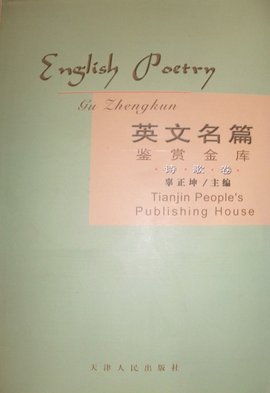 English Poetry
Gu Zhengkun
英文名篇
鉴赏金库
·诗·歌·卷·
辜正坤/主编
Tianjin People's
Publishing House
天津人民出版社